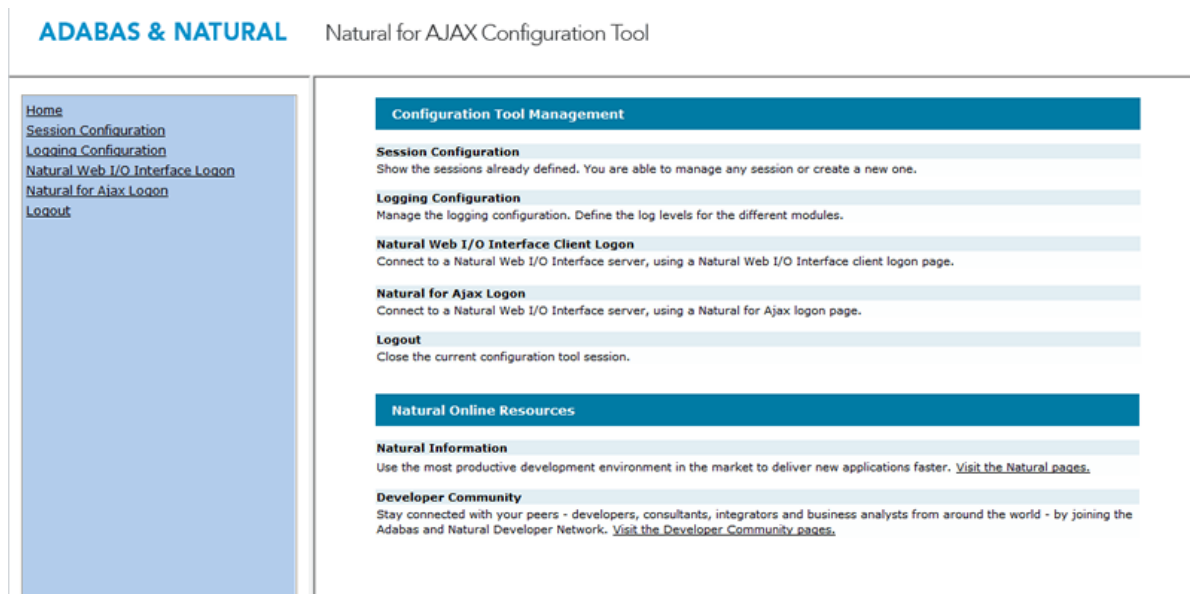 ADABAS & NATURAL
Natural for AJAX Configuration Tool
Home
Session Configuration
Logging Configuration
Natural Web I/O Interface Logon
Natural for Ajax Logon
Logout
Configuration Tool Management
Session Configuration
Show the sessions already defined. You are able to manage any session or create a new one.
Logging Configuration
Manage the logging configuration. Define the log levels for the different modules.
Natural Web I/O Interface Client Logon
Connect to a Natural Web I/O Interface server, using a Natural Web I/O Interface client logon page.
Natural for Ajax Logon
Connect to a Natural Web I/O Interface server, using a Natural for Ajax logon page.
Logout
Close the current configuration tool session.
Natural Online Resources
Natural Information
Use the most productive development environment in the market to deliver new applications faster. Visit the Natural pages.
Developer Community
Stay connected with your peers - developers, consultants, integrators and business analysts from around the world - by joining the
Adabas and Natural Developer Network. Visit the Developer Community pages.